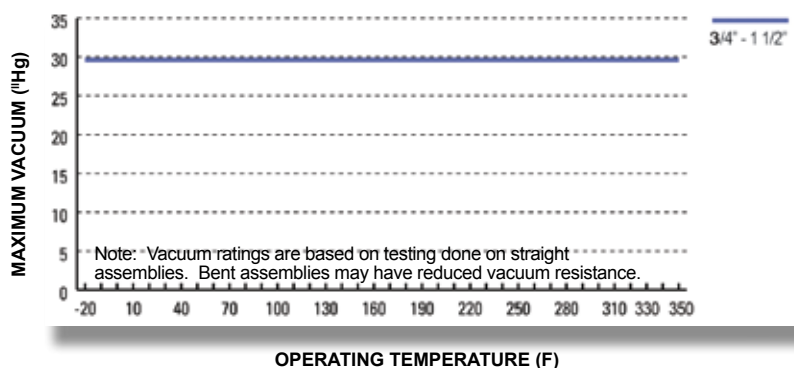 35
3/4" - 1 1/2"
30
25
20
15
10
5
0
MAXIMUM VACUUM ("Hg)
Note: Vacuum ratings are based on testing done on straight
assemblies. Bent assemblies may have reduced vacuum resistance.
-20 10 40 70 100 130 160 190 220 250 280 310 330 350
OPERATING TEMPERATURE (F)